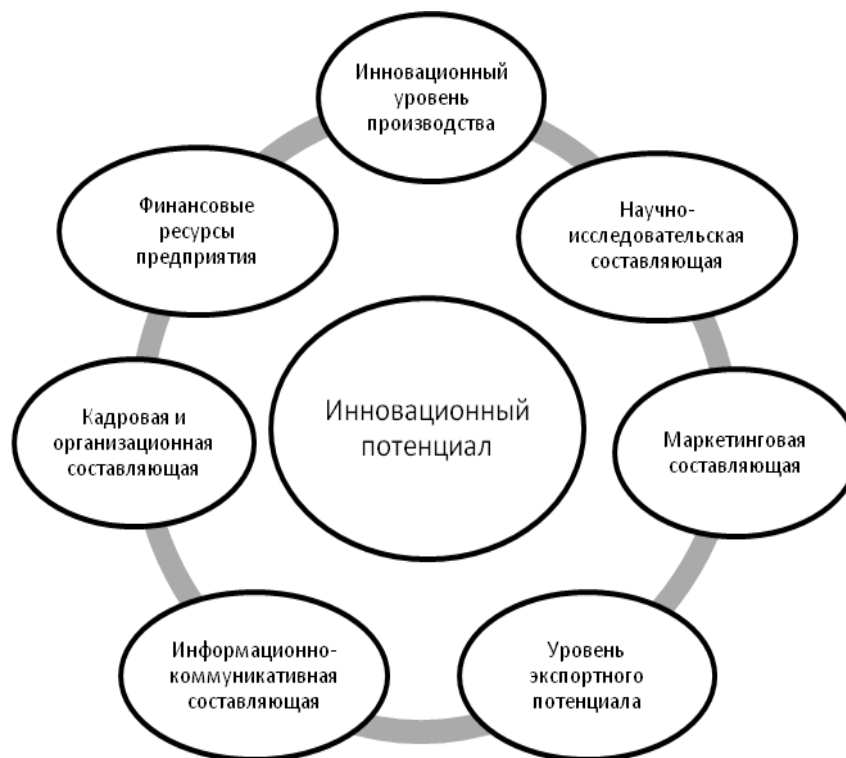 Инновационный
уровень
производства
Научно-
исследовательская
составляющая
Маркетинговая
составляющая
Уровень
экспортного
потенциала
Информационно-
коммуникативная
составляющая
Кадровая и
организационная
составляющая
Финансовые
ресурсы
предприятия
Инновационный
потенциал